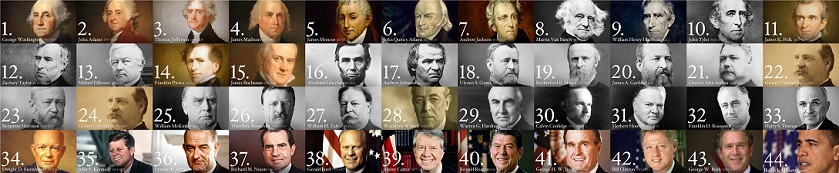 1.
George Washington
2.
John Adams
3.
Thomas Jefferson
4.
James Madison
5.
James Monroe
6.
John Quincy Adams
7.
Andrew Jackson
8.
Martin Van Buren
9.
William Henry Harrison
10.
John Tyler
11.
James K. Polk
12.
Zachary Taylor
13.
Millard Fillmore
14.
Franklin Pierce
15.
James Buchanan
16.
Abraham Lincoln
17.
Andrew Johnson
18.
Ulysses S. Grant
19.
Rutherford B. Hayes
20.
James A. Garfield
21.
Chester Alan Arthur
22.
Grover Cleveland
23.
Benjamin Harrison
24.
Grover Cleveland
25.
William McKinley
26.
Theodore Roosevelt
27.
William H. Taft
28.
Woodrow Wilson
29.
Warren G. Harding
30.
Calvin Coolidge
31.
Herbert Hoover
32.
Franklin D. Roosevelt
33.
Harry S. Truman
34.
Dwight D. Eisenhower
35.
John F. Kennedy
36.
Lyndon B. Johnson
37.
Richard M. Nixon
38.
Gerald Ford
39.
Jimmy Carter
40.
Ronald Reagan
41.
George H. W. Bush
42.
Bill Clinton
43.
George W. Bush
44.
Barack Obama